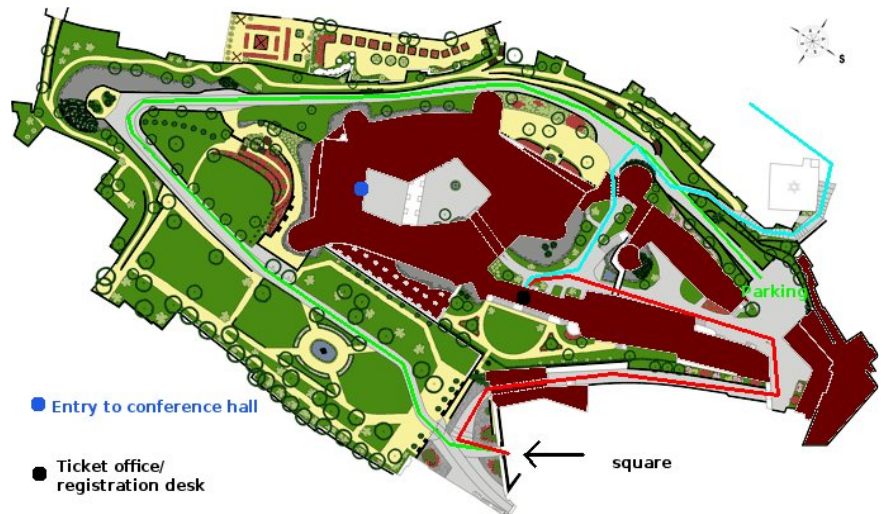 s
Parking
Entry to conference hall
square
Ticket office/
registration desk